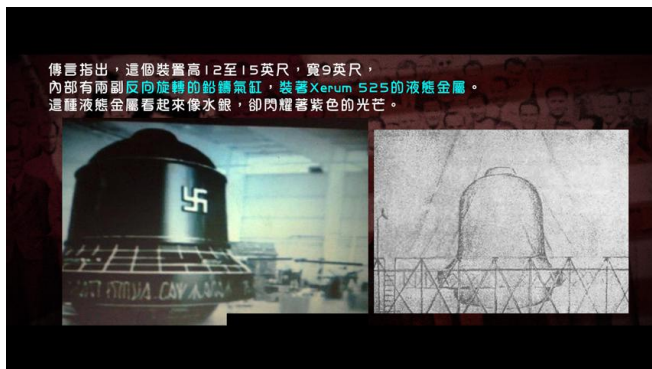 傳言指出，這個裝置高12至15英尺，寬9英尺，
內部有兩副反向旋轉的鉛鑄氣缸，裝著Xerum 525的液態金屬。
這種液態金屬看起來像水銀，卻閃耀著紫色的光芒。